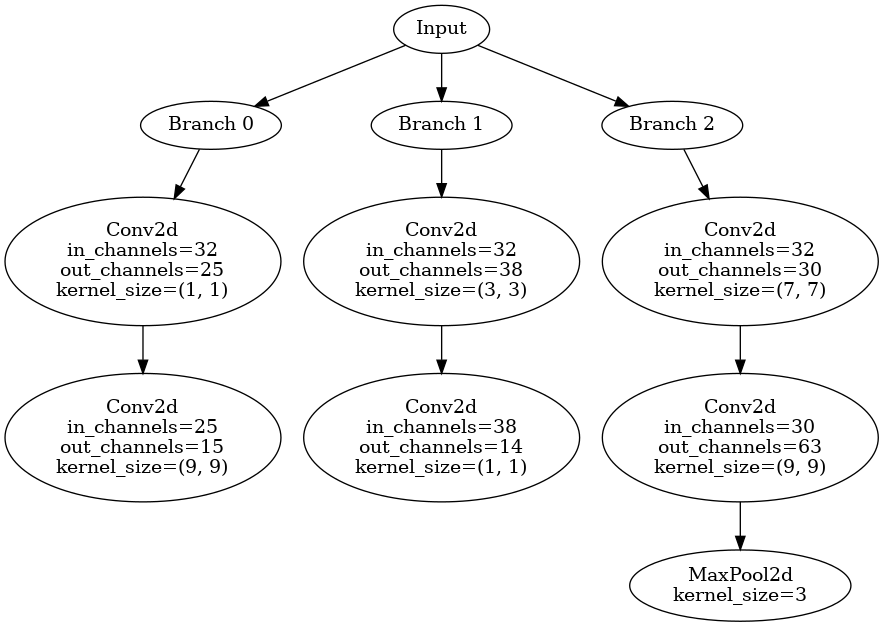 Input
Branch 0
Branch 1
Branch 2
Conv2d
in_channels=32
out_channels=25
kernel_size=(1, 1)
Conv2d
in_channels=32
out_channels=38
kernel_size=(3, 3)
Conv2d
in_channels=32
out_channels=30
kernel_size=(7, 7)
Conv2d
in_channels=25
out_channels=15
kernel_size=(9, 9)
Conv2d
in_channels=38
out_channels=14
kernel_size=(1, 1)
Conv2d
in_channels=30
out_channels=63
kernel_size=(9, 9)
MaxPool2d
kernel_size=3